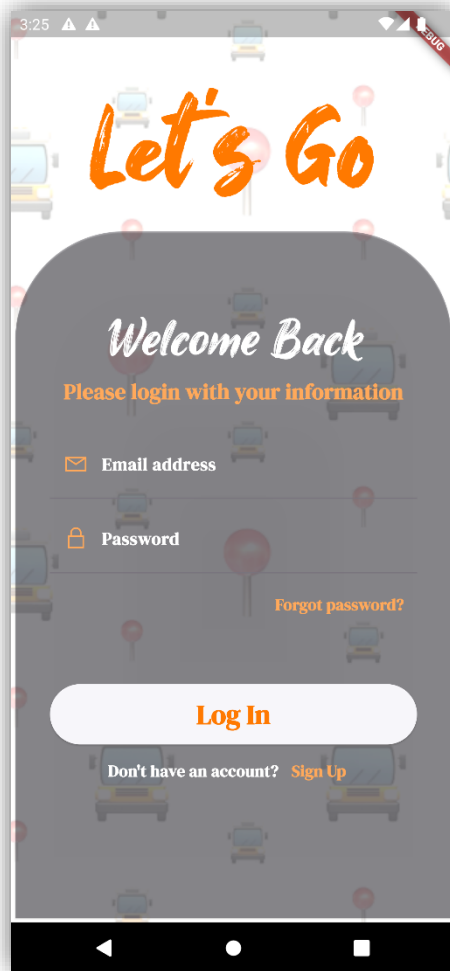 3:25
Let's Go
Welcome Back
Please login with your information
Email address
Password
Forgot password?
Log In
Don't have an account? Sign Up